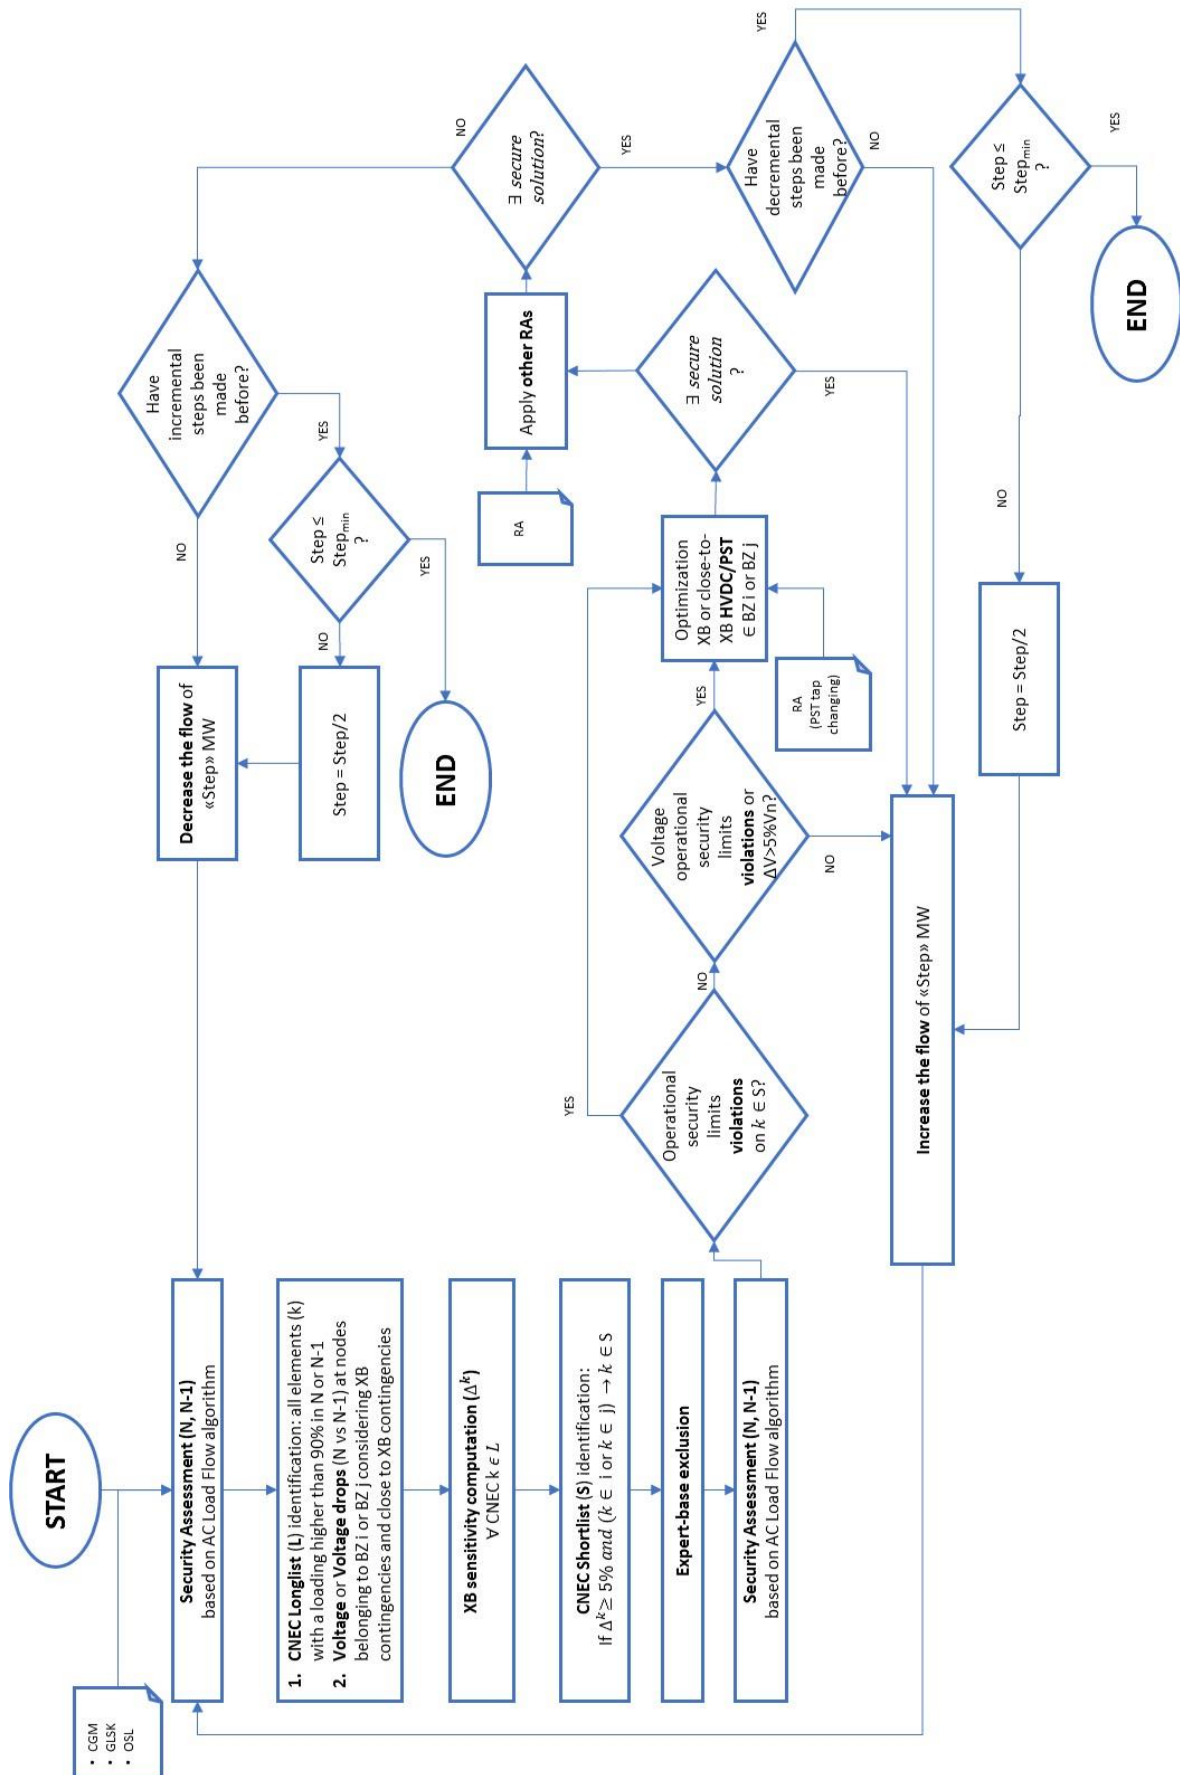 START
• CGM
• GLSK
• OSL
Security Assessment (N, N-1)
based on AC Load Flow algorithm
1. CNEC Longlist (L) identification: all elements (k)
with a loading higher than 90% in N or N-1
2. Voltage or Voltage drops (N vs N-1) at nodes
belonging to BZ i or BZ j considering XB
contingencies and close to XB contingencies
XB sensitivity computation (Δᵏ)
∀ CNEC k ϵ L
CNEC Shortlist (S) identification:
If Δᵏ≥ 5% and (k ∈ i or k ∈ j) → k ∈ S
Expert-base exclusion
Security Assessment (N, N-1)
based on AC Load Flow algorithm
Operational
security
limits
violations
on k ∈ S?
YES
NO
Voltage
operational
security
limits
violations or
ΔV>5%Vn?
YES
NO
Optimization
XB or close-to-
XB HVDC/PST
∈ BZ i or BZ j
RA
(PST tap
changing)
∃ secure
solution
?
YES
RA
Apply other RAs
∃ secure
solution?
NO
YES
Have
incremental
steps been
made
before?
NO
YES
Step ≤
Stepmin
?
NO
YES
Step = Step/2
Decrease the flow of
«Step» MW
END
Have
decremental
steps been
made
before?
YES
NO
Step ≤
Stepmin
?
YES
NO
END
Step = Step/2
Increase the flow of «Step» MW